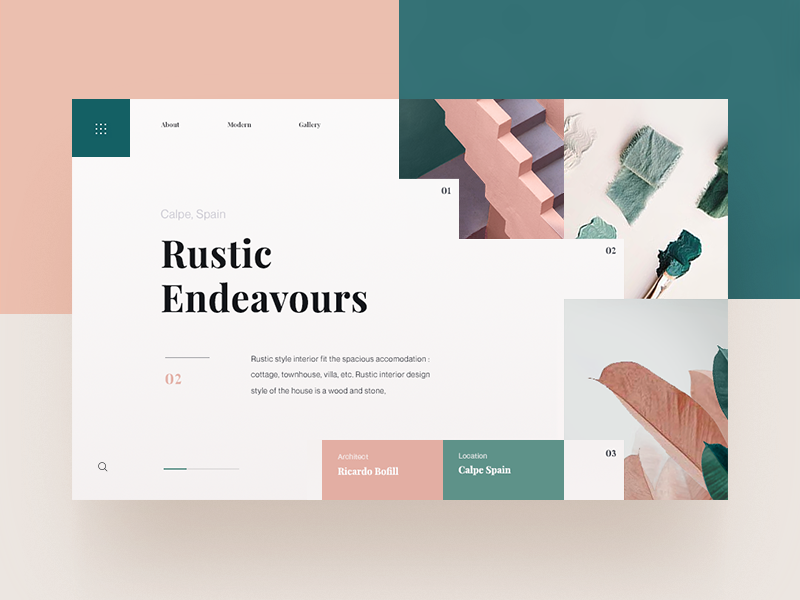 About
Modern
Gallery
01
Calpe, Spain
02
Rustic
Endeavours
Rustic style interior fit the spacious accomodation :
cottage, townhouse, villa, etc. Rustic interior design
style of the house is a wood and stone,
02
Architect
Ricardo Bofill
Location
Calpe Spain
03